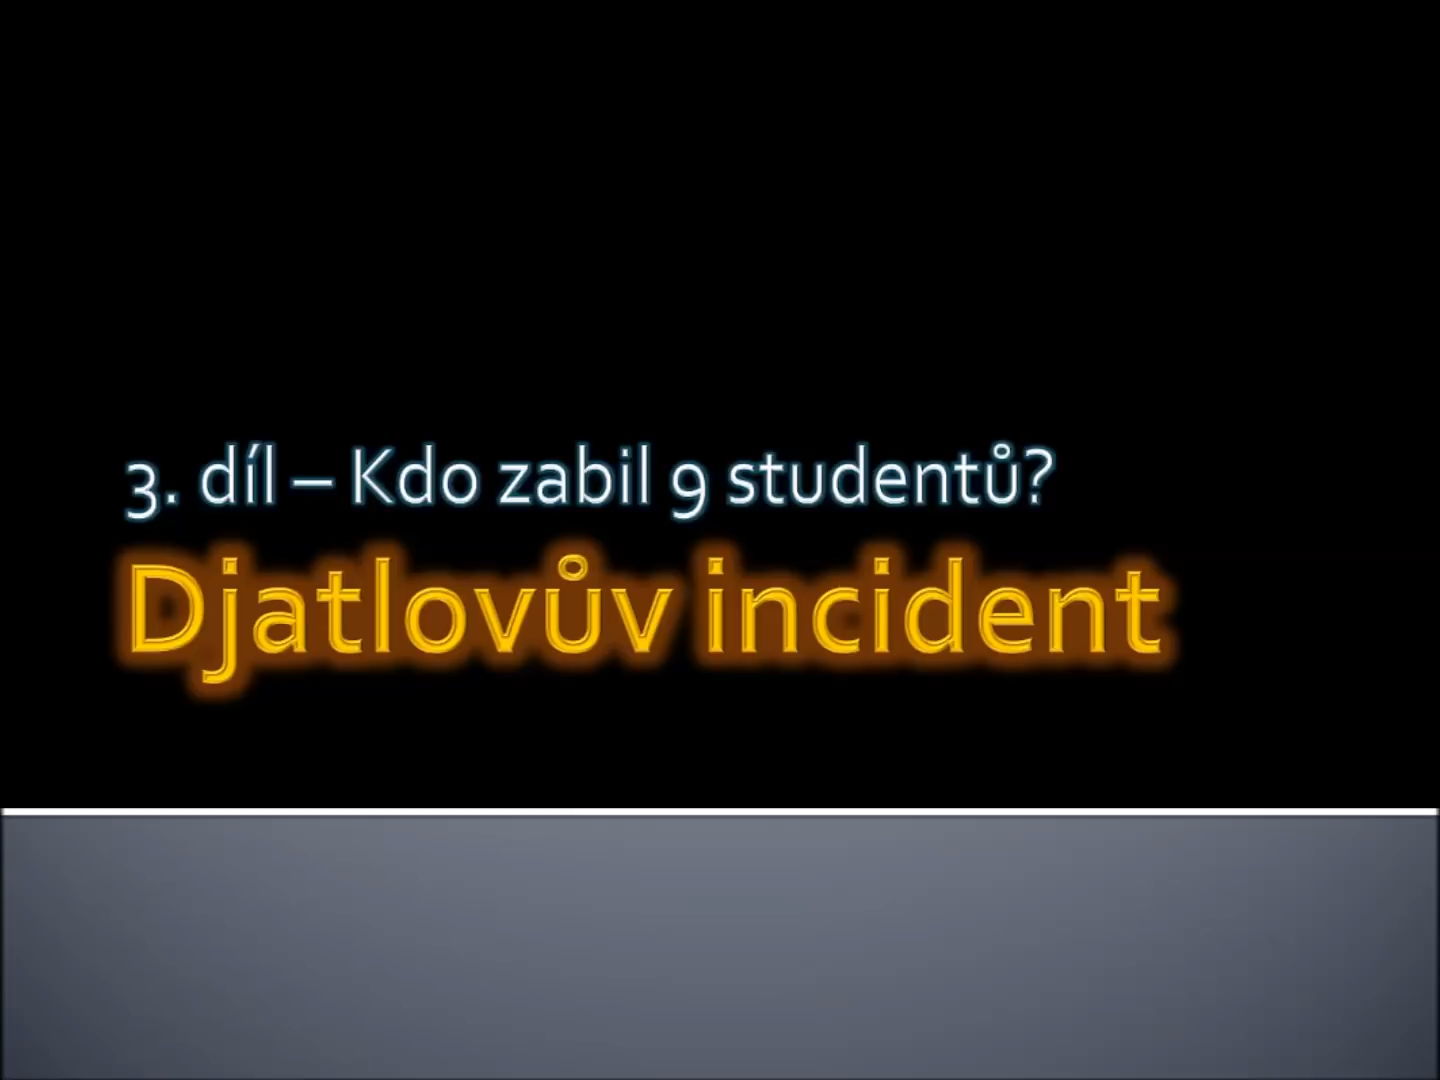 3. díl – Kdo zabil 9 studentů?
Djatlovův incident